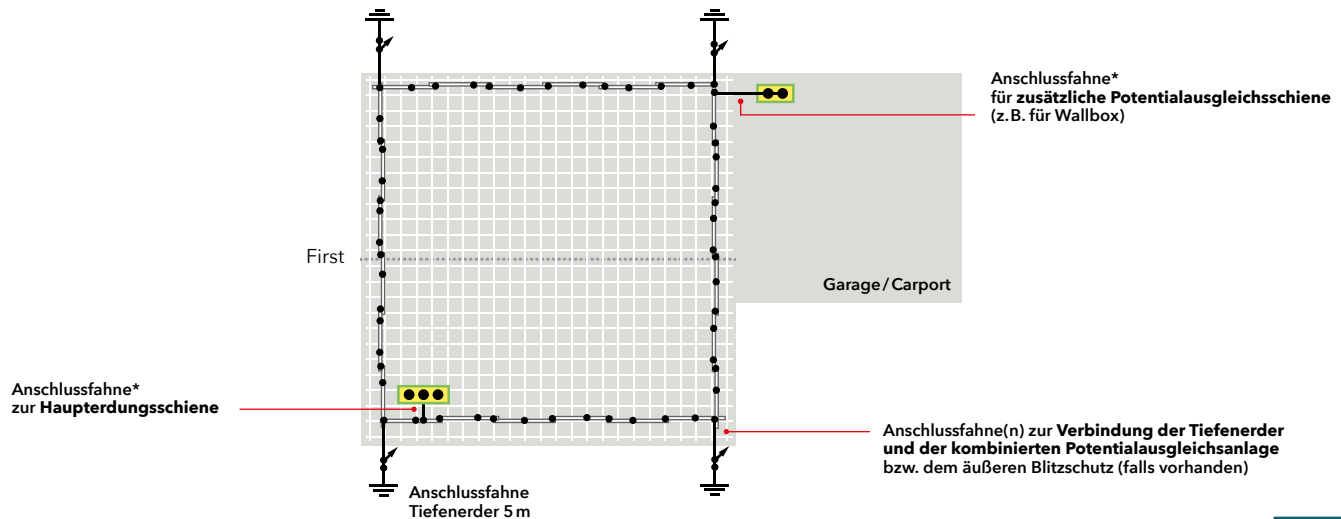 Anschlussfahne*
für zusätzliche Potentialausgleichsschiene
(z. B. für Wallbox)
First
Garage / Carport
Anschlussfahne*
zur Haupterdungsschiene
Anschlussfahne(n) zur Verbindung der Tiefenerder
und der kombinierten Potentialausgleichsanlage
bzw. dem äußeren Blitzschutz (falls vorhanden)
Anschlussfahne
Tiefenerder 5 m